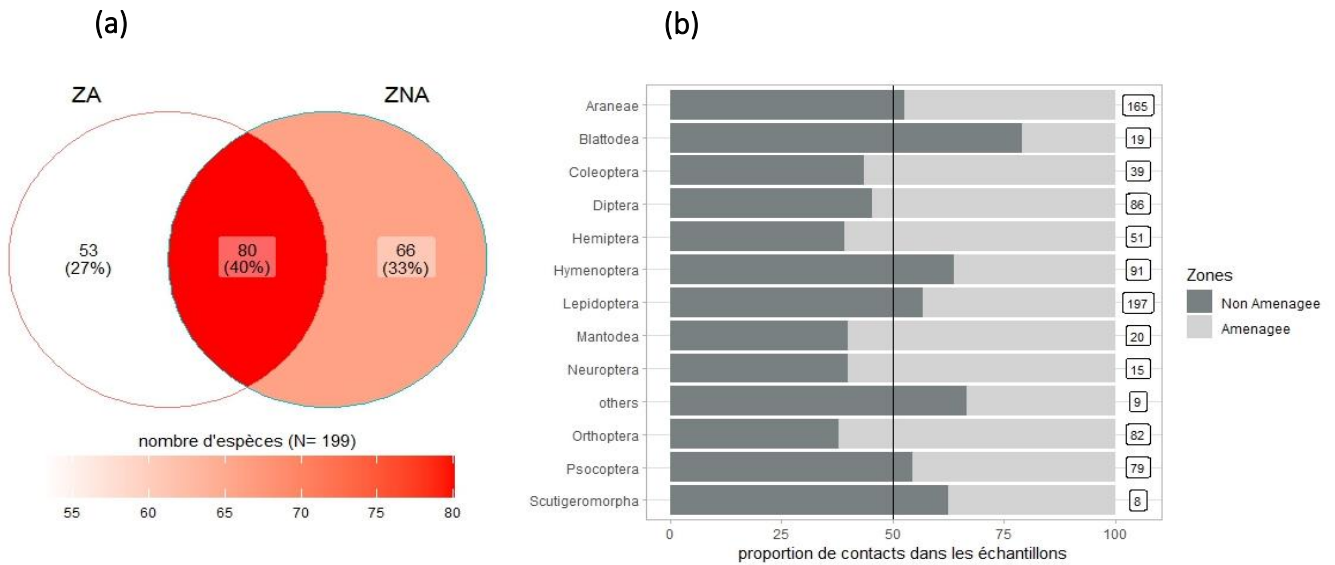 (a)
ZA
ZNA
53
(27%)
80
(40%)
66
(33%)
nombre d'espèces (N= 199)
55 60 65 70 75 80
(b)
Araneae 165
Blattodea 19
Coleoptera 39
Diptera 86
Hemiptera 51
Hymenoptera 91
Lepidoptera 197
Mantodea 20
Neuroptera 15
others 9
Orthoptera 82
Psocoptera 79
Scutigeromorpha 8
0 25 50 75 100
proportion de contacts dans les échantillons
Zones
Non Amenagee
Amenagee